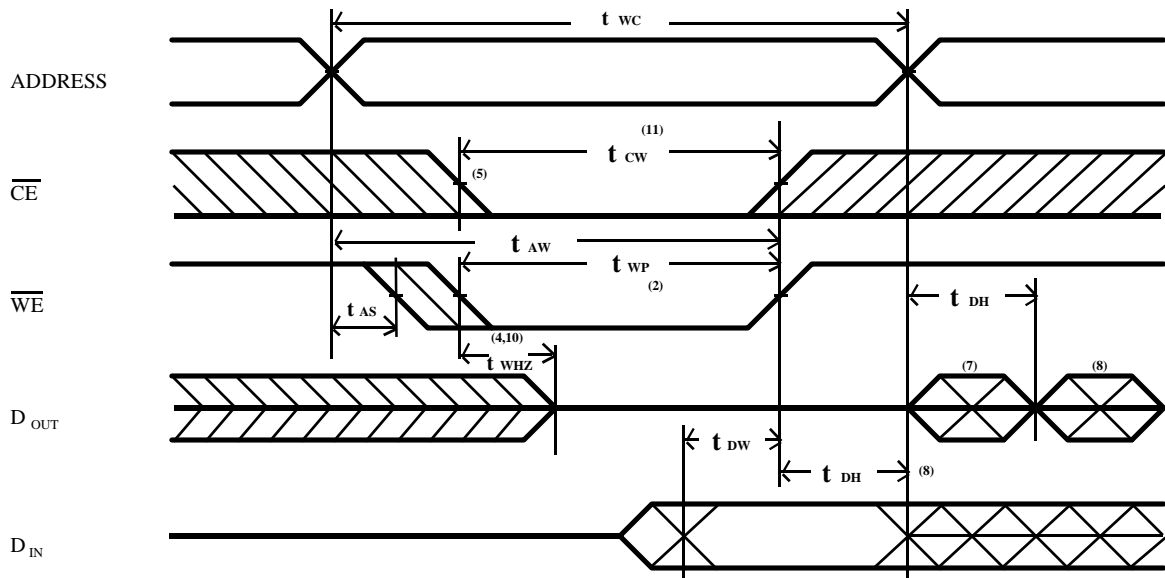 t WC
ADDRESS
(11)
t CW
(5)
CE
t AW
t WP
(2)
WE
t AS
t DH
(4,10)
t WHZ
(7)
(8)
D OUT
t DW
t DH
(8)
D IN